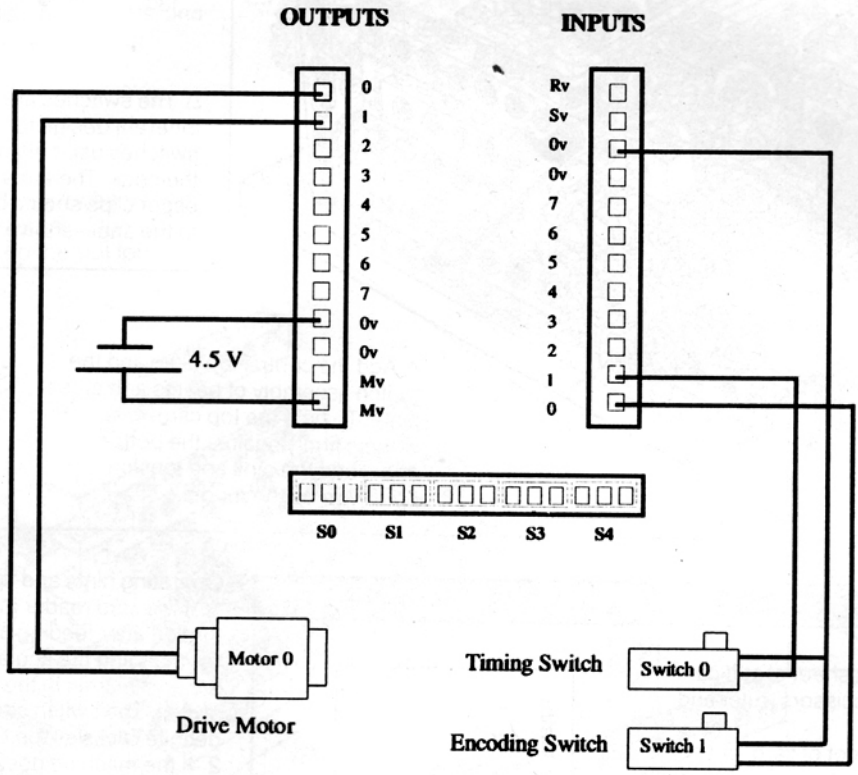 OUTPUTS
INPUTS
0
1
2
3
4
5
6
7
0v
0v
Mv
Mv
Rv
Sv
0v
0v
7
6
5
4
3
2
1
0
4.5 V
S0 S1 S2 S3 S4
Motor 0
Drive Motor
Timing Switch
Switch 0
Encoding Switch
Switch 1